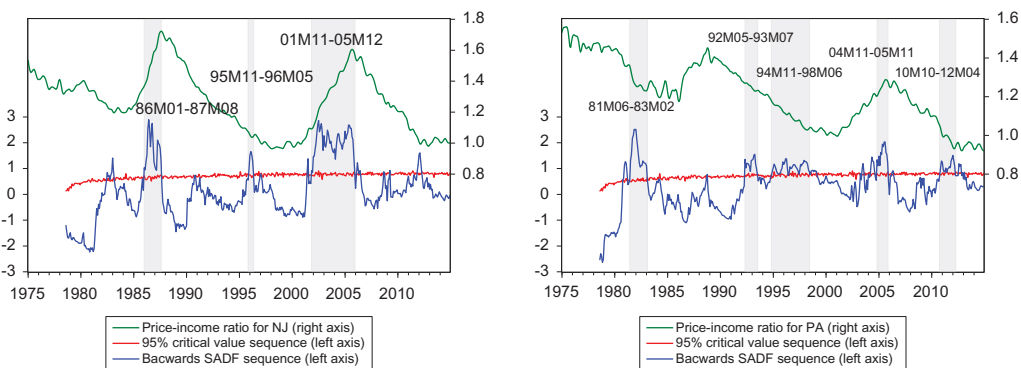 1.8
01M11-05M12
1.6
95M11-96M05
1.4
86M01-87M08
1.2
3
2
1.0
1
0.8
0
-1
-2
-3
1975 1980 1985 1990 1995 2000 2005 2010
Price-income ratio for NJ (right axis)
95% critical value sequence (left axis)
Bacwards SADF sequence (left axis)
1.6
92M05-93M07
04M11-05M11
1.4
94M11-98M06
10M10-12M04
81M06-83M02
1.2
3
2
1.0
1
0.8
0
-1
-2
-3
1975 1980 1985 1990 1995 2000 2005 2010
Price-income ratio for PA (right axis)
95% critical value sequence (left axis)
Bacwards SADF sequence (left axis)